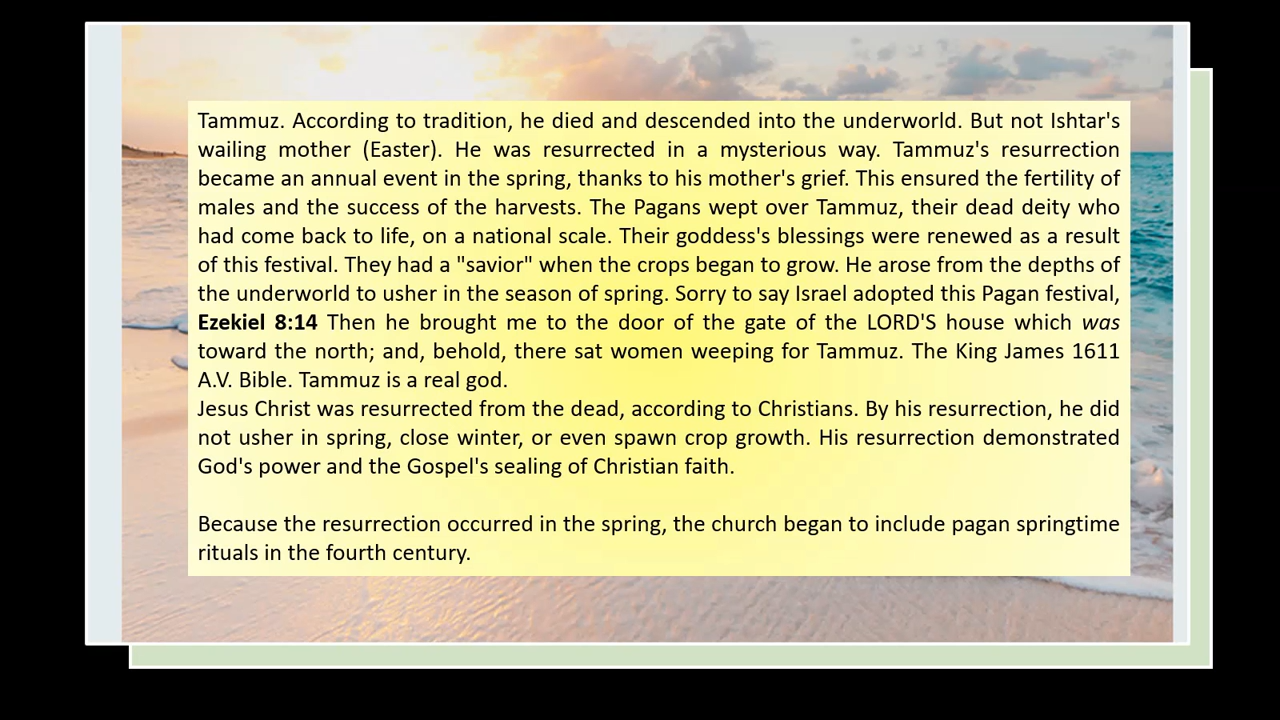 Tammuz. According to tradition, he died and descended into the underworld. But not Ishtar's
wailing mother (Easter). He was resurrected in a mysterious way. Tammuz's resurrection
became an annual event in the spring, thanks to his mother's grief. This ensured the fertility of
males and the success of the harvests. The Pagans wept over Tammuz, their dead deity who
had come back to life, on a national scale. Their goddess's blessings were renewed as a result
of this festival. They had a "savior" when the crops began to grow. He arose from the depths of
the underworld to usher in the season of spring. Sorry to say Israel adopted this Pagan festival,
Ezekiel 8:14 Then he brought me to the door of the gate of the LORD'S house which was
toward the north; and, behold, there sat women weeping for Tammuz. The King James 1611
A.V. Bible. Tammuz is a real god.
Jesus Christ was resurrected from the dead, according to Christians. By his resurrection, he did
not usher in spring, close winter, or even spawn crop growth. His resurrection demonstrated
God's power and the Gospel's sealing of Christian faith.
Because the resurrection occurred in the spring, the church began to include pagan springtime
rituals in the fourth century.